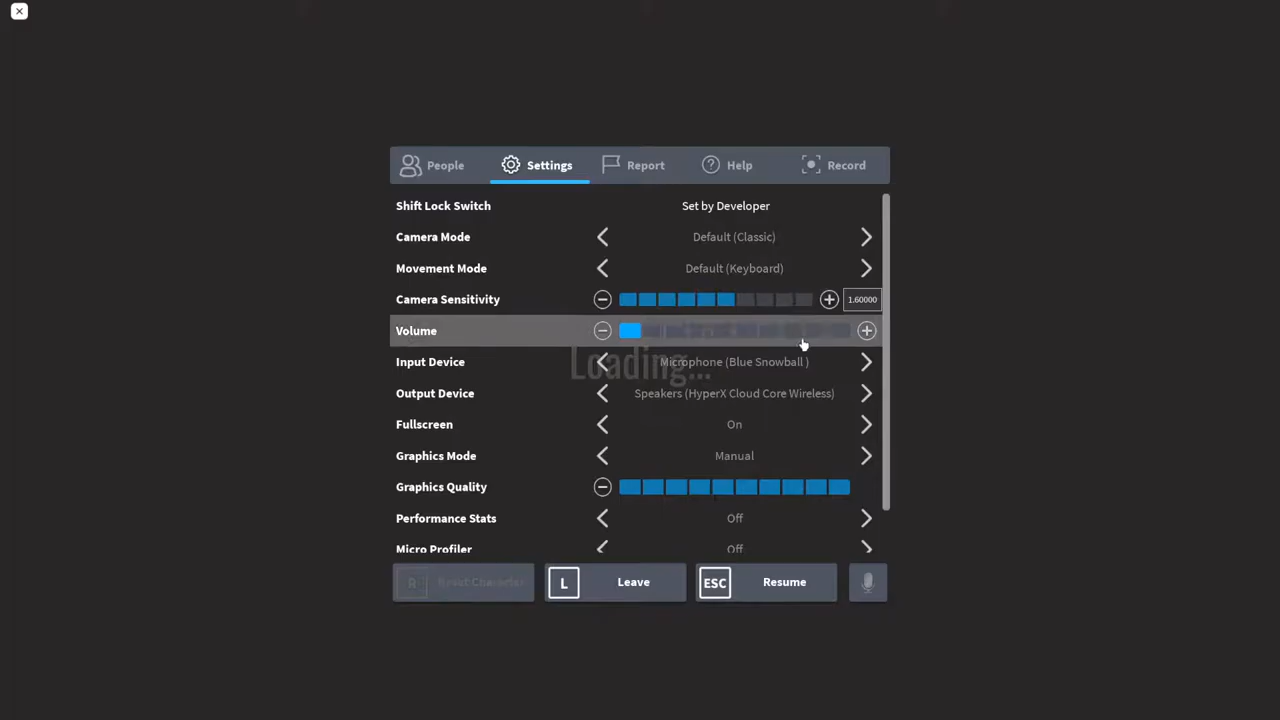 People Settings Report Help Record
Shift Lock Switch Set by Developer
Camera Mode Default (Classic)
Movement Mode Default (Keyboard)
Camera Sensitivity 1.60000
Volume
Loading...
Input Device Microphone (Blue Snowball )
Output Device Speakers (HyperX Cloud Core Wireless)
Fullscreen On
Graphics Mode Manual
Graphics Quality
Performance Stats Off
Micro Profiler Off
R Reset Character L Leave ESC Resume